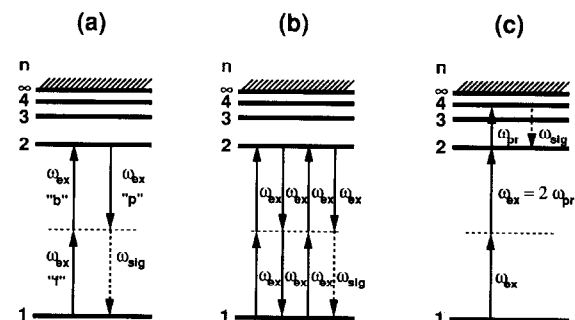 (a)
n
∞
4
3
2
ω_ex
"b"
ω_ex
"p"
ω_ex
"f"
ω_sig
1
(b)
n
∞
4
3
2
ω_ex ω_ex ω_ex ω_ex
ω_ex ω_ex ω_ex ω_sig
1
(c)
n
∞
4
3
ω_pr ω_sig
2
ω_ex = 2 ω_pr
ω_ex
1